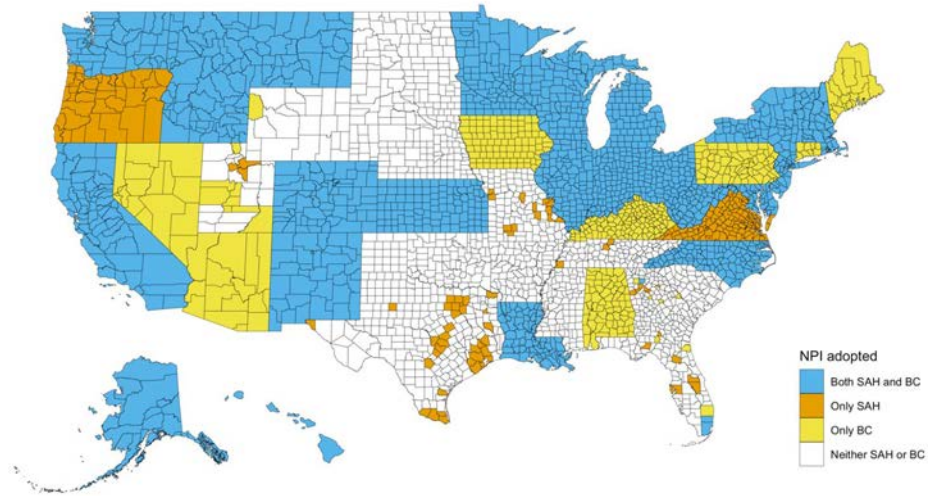 NPI adopted
Both SAH and BC
Only SAH
Only BC
Neither SAH or BC